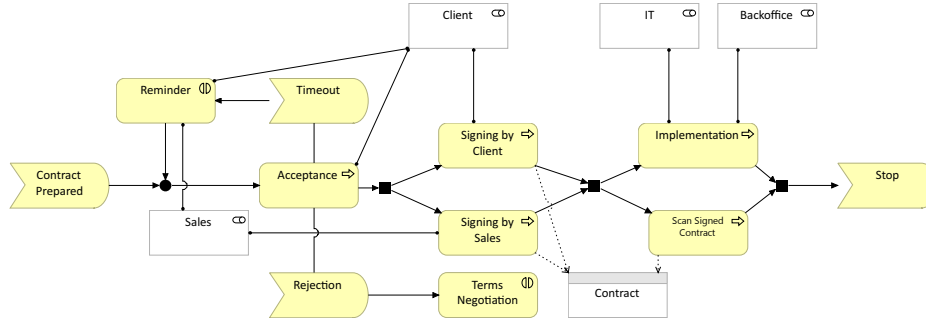 Client
IT
Backoffice
Reminder
Timeout
Signing by
Client
Implementation
Contract
Prepared
Acceptance
Stop
Sales
Signing by
Sales
Scan Signed
Contract
Rejection
Terms
Negotiation
Contract